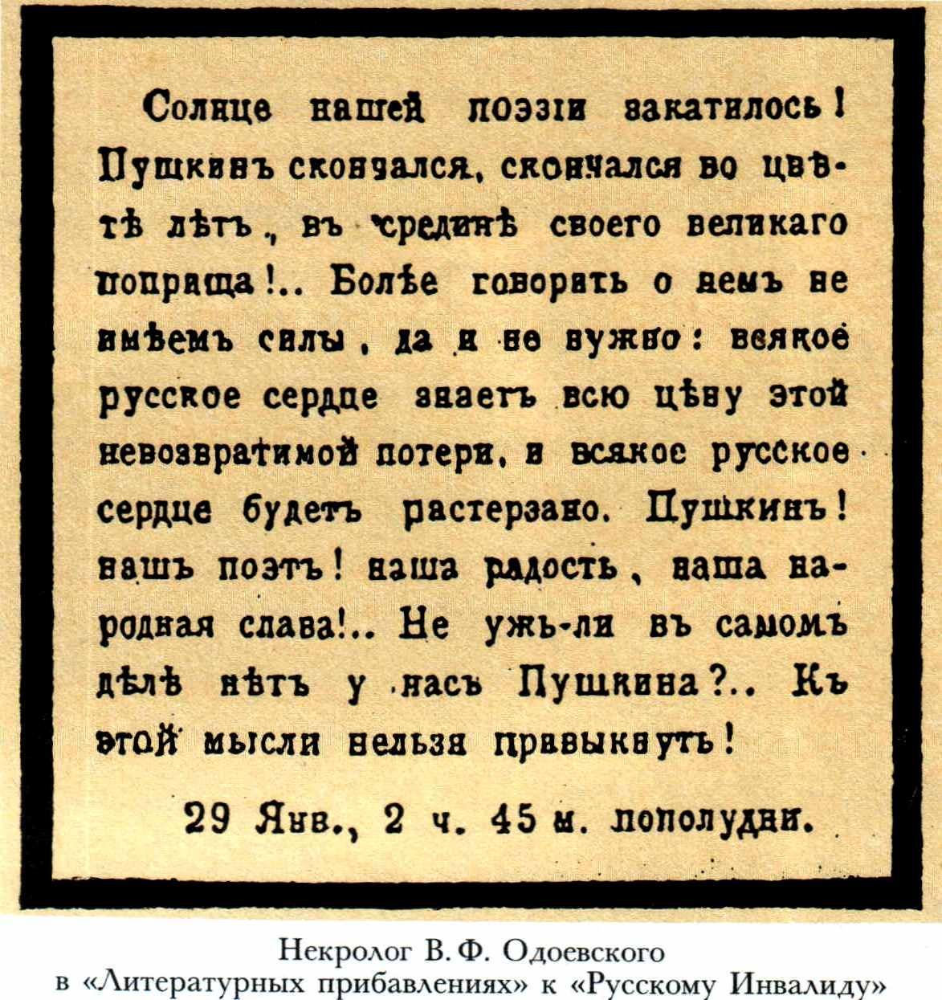 Солнце нашей поэзіи закатилось!
Пушкинъ скончался, скончался во цвѣ-
тѣ лѣтъ, въ срединѣ своего великаго
поприща!.. Болѣе говорить о немъ не
имѣемъ силы, да и не нужно: всякое
русское сердце знаетъ всю цѣну этой
невозвратимой потери, и всякое русское
сердце будетъ растерзано. Пушкинъ!
нашъ поэтъ! наша радость, наша на-
родная слава!.. Не ужь-ли въ самомъ
дѣлѣ нѣтъ у насъ Пушкина?.. Къ
этой мысли нельзя привыкнуть!
29 Янв., 2 ч. 45 м. пополудни.
Некролог В. Ф. Одоевского
в «Литературных прибавлениях» к «Русскому Инвалиду»